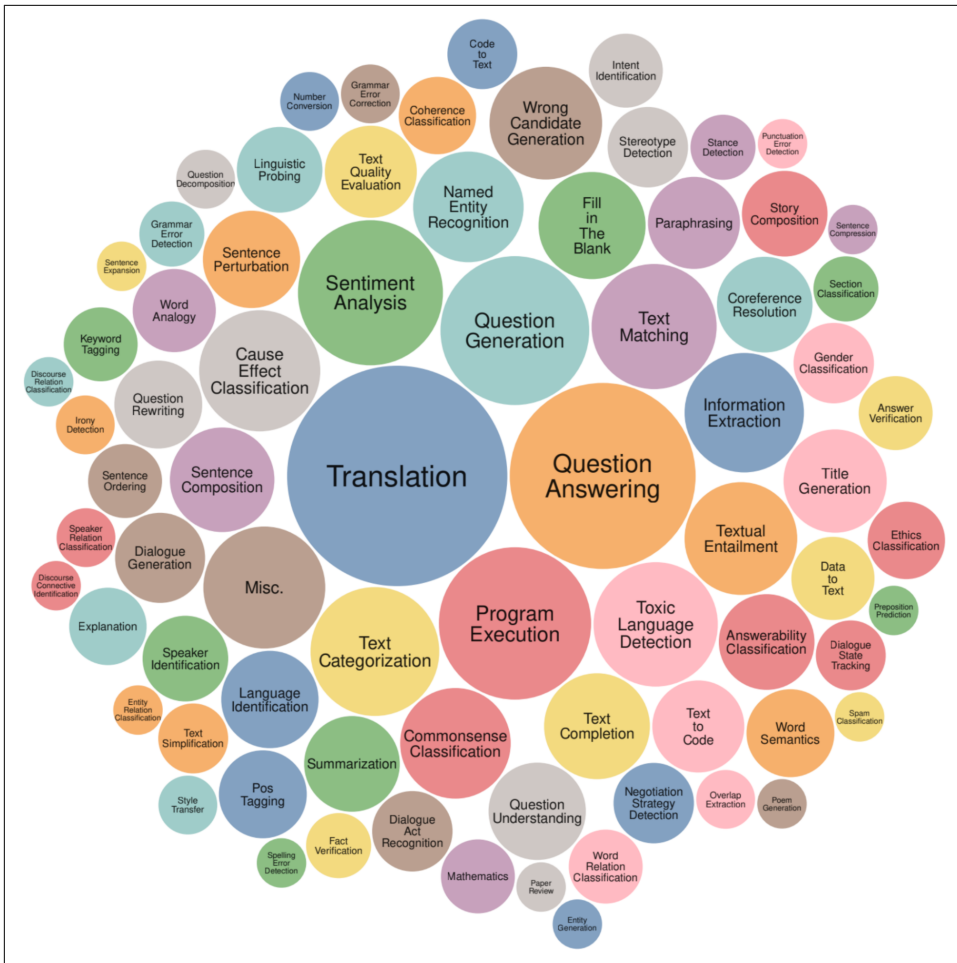 Code
to
Text
Intent
Identification
Number
Conversion
Grammar
Error
Correction
Coherence
Classification
Wrong
Candidate
Generation
Stereotype
Detection
Stance
Detection
Punctuation
Error
Detection
Question
Decomposition
Linguistic
Probing
Text
Quality
Evaluation
Named
Entity
Recognition
Fill
in
The
Blank
Paraphrasing
Story
Composition
Sentence
Compression
Grammar
Error
Detection
Sentence
Expansion
Sentence
Perturbation
Sentiment
Analysis
Question
Generation
Text
Matching
Coreference
Resolution
Section
Classification
Word
Analogy
Keyword
Tagging
Cause
Effect
Classification
Gender
Classification
Discourse
Relation
Classification
Question
Rewriting
Information
Extraction
Answer
Verification
Irony
Detection
Sentence
Ordering
Sentence
Composition
Translation
Question
Answering
Title
Generation
Speaker
Relation
Classification
Dialogue
Generation
Textual
Entailment
Ethics
Classification
Discourse
Connective
Identification
Misc.
Data
to
Text
Preposition
Prediction
Explanation
Program
Execution
Toxic
Language
Detection
Answerability
Classification
Dialogue
State
Tracking
Speaker
Identification
Text
Categorization
Entity
Relation
Classification
Language
Identification
Text
Simplification
Commonsense
Classification
Text
Completion
Text
to
Code
Word
Semantics
Spam
Classification
Summarization
Pos
Tagging
Style
Transfer
Question
Understanding
Negotiation
Strategy
Detection
Overlap
Extraction
Poem
Generation
Fact
Verification
Dialogue
Act
Recognition
Spelling
Error
Detection
Mathematics
Paper
Review
Word
Relation
Classification
Entity
Generation